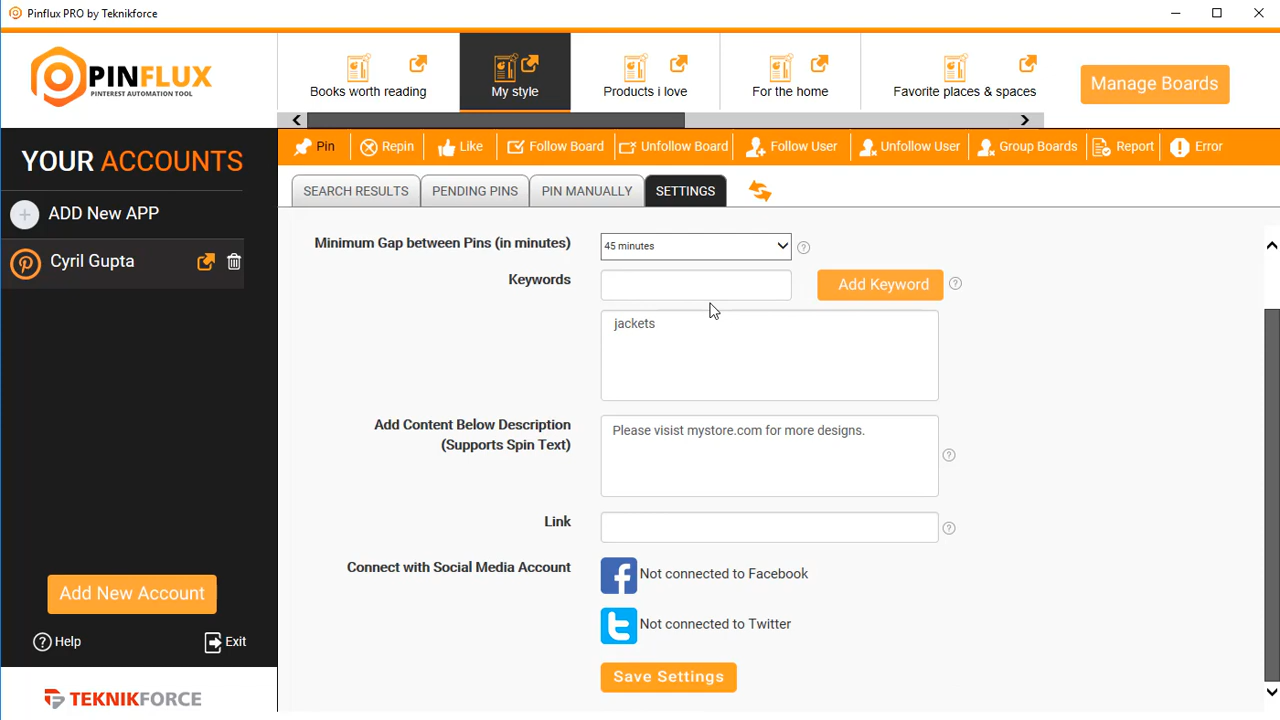 Pinflux PRO by Teknikforce
PINFLUX
PINTEREST AUTOMATION TOOL
Books worth reading
My style
Products i love
For the home
Favorite places & spaces
Manage Boards
YOUR ACCOUNTS
ADD New APP
Cyril Gupta
Add New Account
Help
Exit
TEKNIKFORCE
Pin
Repin
Like
Follow Board
Unfollow Board
Follow User
Unfollow User
Group Boards
Report
Error
SEARCH RESULTS
PENDING PINS
PIN MANUALLY
SETTINGS
Minimum Gap between Pins (in minutes)
45 minutes
Keywords
Add Keyword
jackets
Add Content Below Description
(Supports Spin Text)
Please visist mystore.com for more designs.
Link
Connect with Social Media Account
Not connected to Facebook
Not connected to Twitter
Save Settings